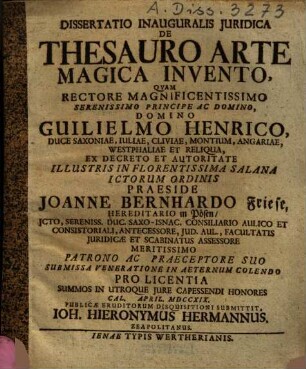 A. Diss. 3273
DISSERTATIO INAUGURALIS JURIDICA
DE
THESAURO ARTE
MAGICA INVENTO,
QVAM
RECTORE MAGNIFICENTISSIMO
SERENISSIMO PRINCIPE AC DOMINO,
DOMINO
GUILIELMO HENRICO,
DUCE SAXONIAE, IULIAE, CLIVIAE, MONTIUM, ANGARIAE,
WESTPHALIAE ET RELIQUA,
EX DECRETO ET AUTORITATE
ILLUSTRIS IN FLORENTISSIMA SALANA
ICTORUM ORDINIS
PRAESIDE
JOANNE BERNHARDO Friese,
HEREDITARIO in Pösen/
JCTO, SERENISS. DUC. SAXO-ISNAC. CONSILIARIO AULICO ET
CONSISTORIALI, ANTECESSORE, JUD. AUL., FACULTATIS
JURIDICÆ ET SCABINATUS ASSESSORE
MERITISSIMO
PATRONO AC PRAECEPTORE SUO
SUBMISSA VENERATIONE IN AETERNUM COLENDO
PRO LICENTIA
SUMMOS IN UTROQUE JURE CAPESSENDI HONORES
CAL. APRIL. MDCCXIX.
PUBLICÆ ERUDITORUM DISQUISITIONI SUBMITTIT,
IOH. HIERONYMUS HERMANNUS,
EEAPOLITANUS.
IENAE TYPIS WERTHERIANIS.